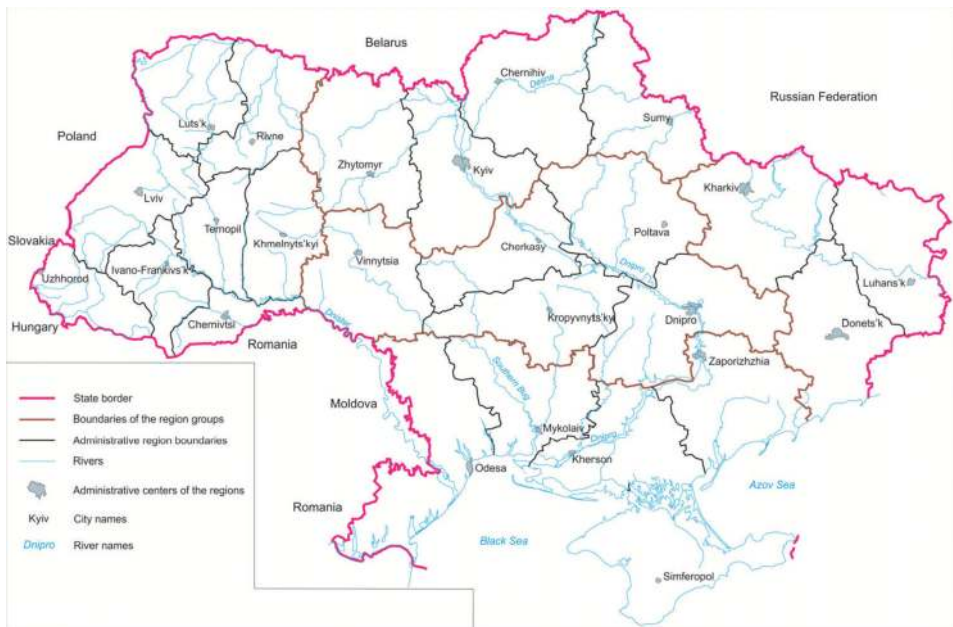 Belarus
Chernihiv
Desna
Russian Federation
Sumy
Luts'k
Rivne
Poland
Zhytomyr
Kyiv
Kharkiv
Lviv
Ternopil
Khmelnyts'kyi
Poltava
Slovakia
Cherkasy
Vinnytsia
Ivano-Frankivs'k
Uzhhorod
Dnipro
Luhans'k
Hungary
Chernivtsi
Dnister
Kropyvnyts'kyi
Dnipro
Donets'k
Romania
Zaporizhzhia
Southern Bug
State border
Moldova
Boundaries of the region groups
Administrative region boundaries
Mykolaiv
Dnipro
Rivers
Kherson
Odesa
Administrative centers of the regions
Azov Sea
Romania
Kyiv
City names
Black Sea
Dnipro
River names
Simferopol